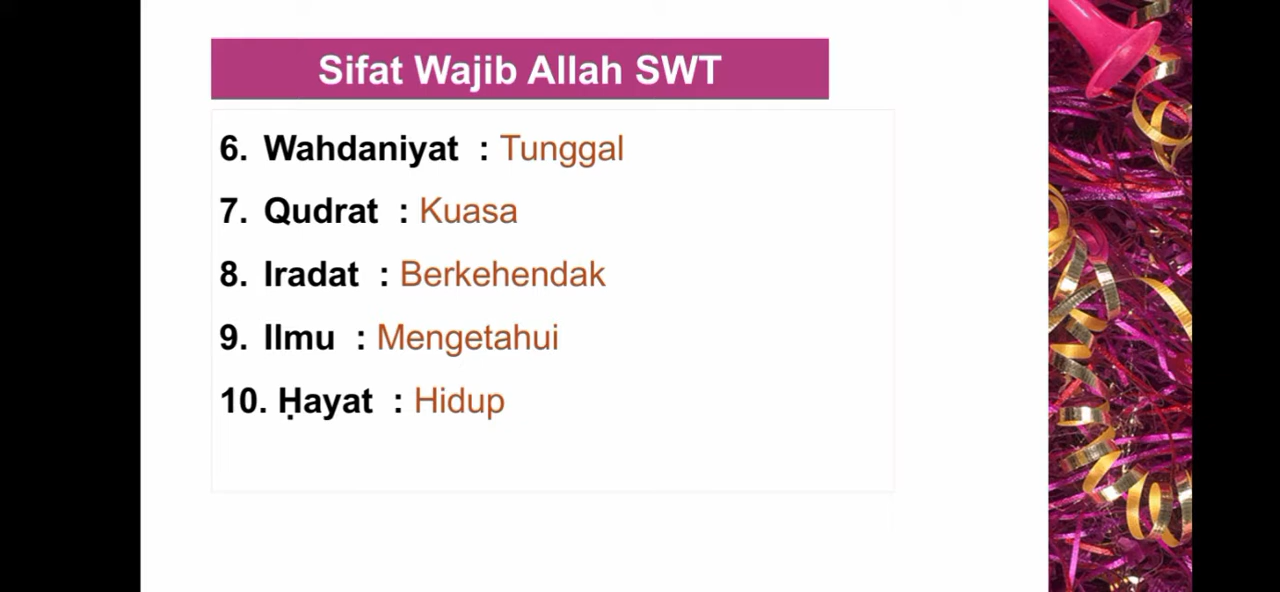 Sifat Wajib Allah SWT
6. Wahdaniyat : Tunggal
7. Qudrat : Kuasa
8. Iradat : Berkehendak
9. Ilmu : Mengetahui
10. Ḥayat : Hidup